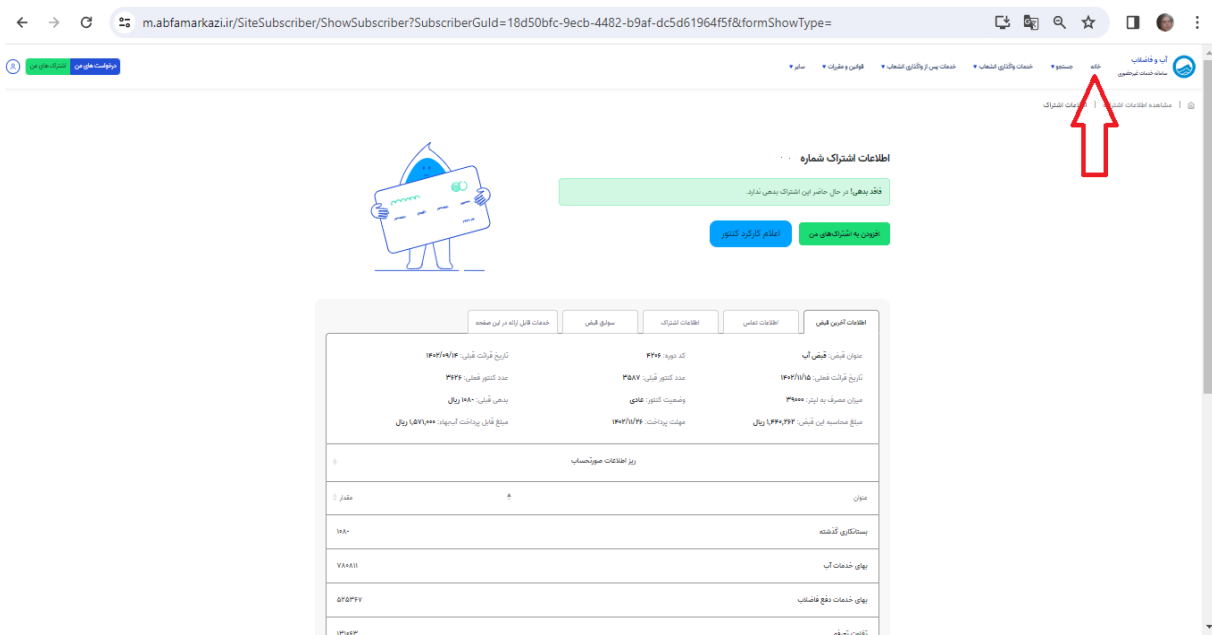 m.abfamarkazi.ir/SiteSubscriber/ShowSubscriber?SubscriberGuId=18d50bfc-9ecb-4482-b9af-dc5d61964f5f&formShowType=
آب و فاضلاب
سامانه خدمات غیرحضوری
خانه جستجو خدمات واگذاری انشعاب خدمات پس از واگذاری انشعاب قوانین و مقررات سایر
درخواست های من اشتراک های من
مشاهده اطلاعات | اطلاعات اشتراک
اطلاعات اشتراک شماره
فاقد بدهی! در حال حاضر این اشتراک بدهی ندارد.
افزودن به اشتراک‌های من اعلام کارکرد کنتور
اطلاعات آخرین قبض اطلاعات تماس اطلاعات اشتراک سوابق قبض خدمات قابل ارائه در این صفحه
عنوان قبض: قبض آب کد دوره: ۴۲۰۶ تاریخ قرائت قبلی: ۱۴۰۲/۰۹/۱۴
تاریخ قرائت فعلی: ۱۴۰۲/۱۱/۱۵ عدد کنتور قبلی: ۳۵۸۷ عدد کنتور فعلی: ۳۶۲۶
میزان مصرف به لیتر: ۳۹۰۰۰ وضعیت کنتور: عادی بدهی قبلی: -۱۰۸ ریال
مبلغ محاسبه این قبض: ۱,۴۴۰,۲۶۲ ریال مهلت پرداخت: ۱۴۰۲/۱۱/۲۶ مبلغ قابل پرداخت آب‌بهاء: ۱,۵۷۱,۰۰۰ ریال
ریز اطلاعات صورتحساب
عنوان مقدار
بستانکاری گذشته -۱۰۸
بهای خدمات آب ۷۸۰۸۱۱
بهای خدمات دفع فاضلاب ۵۲۵۳۶۷
تفاوت تعرفه ۱۳۱۰۶۳